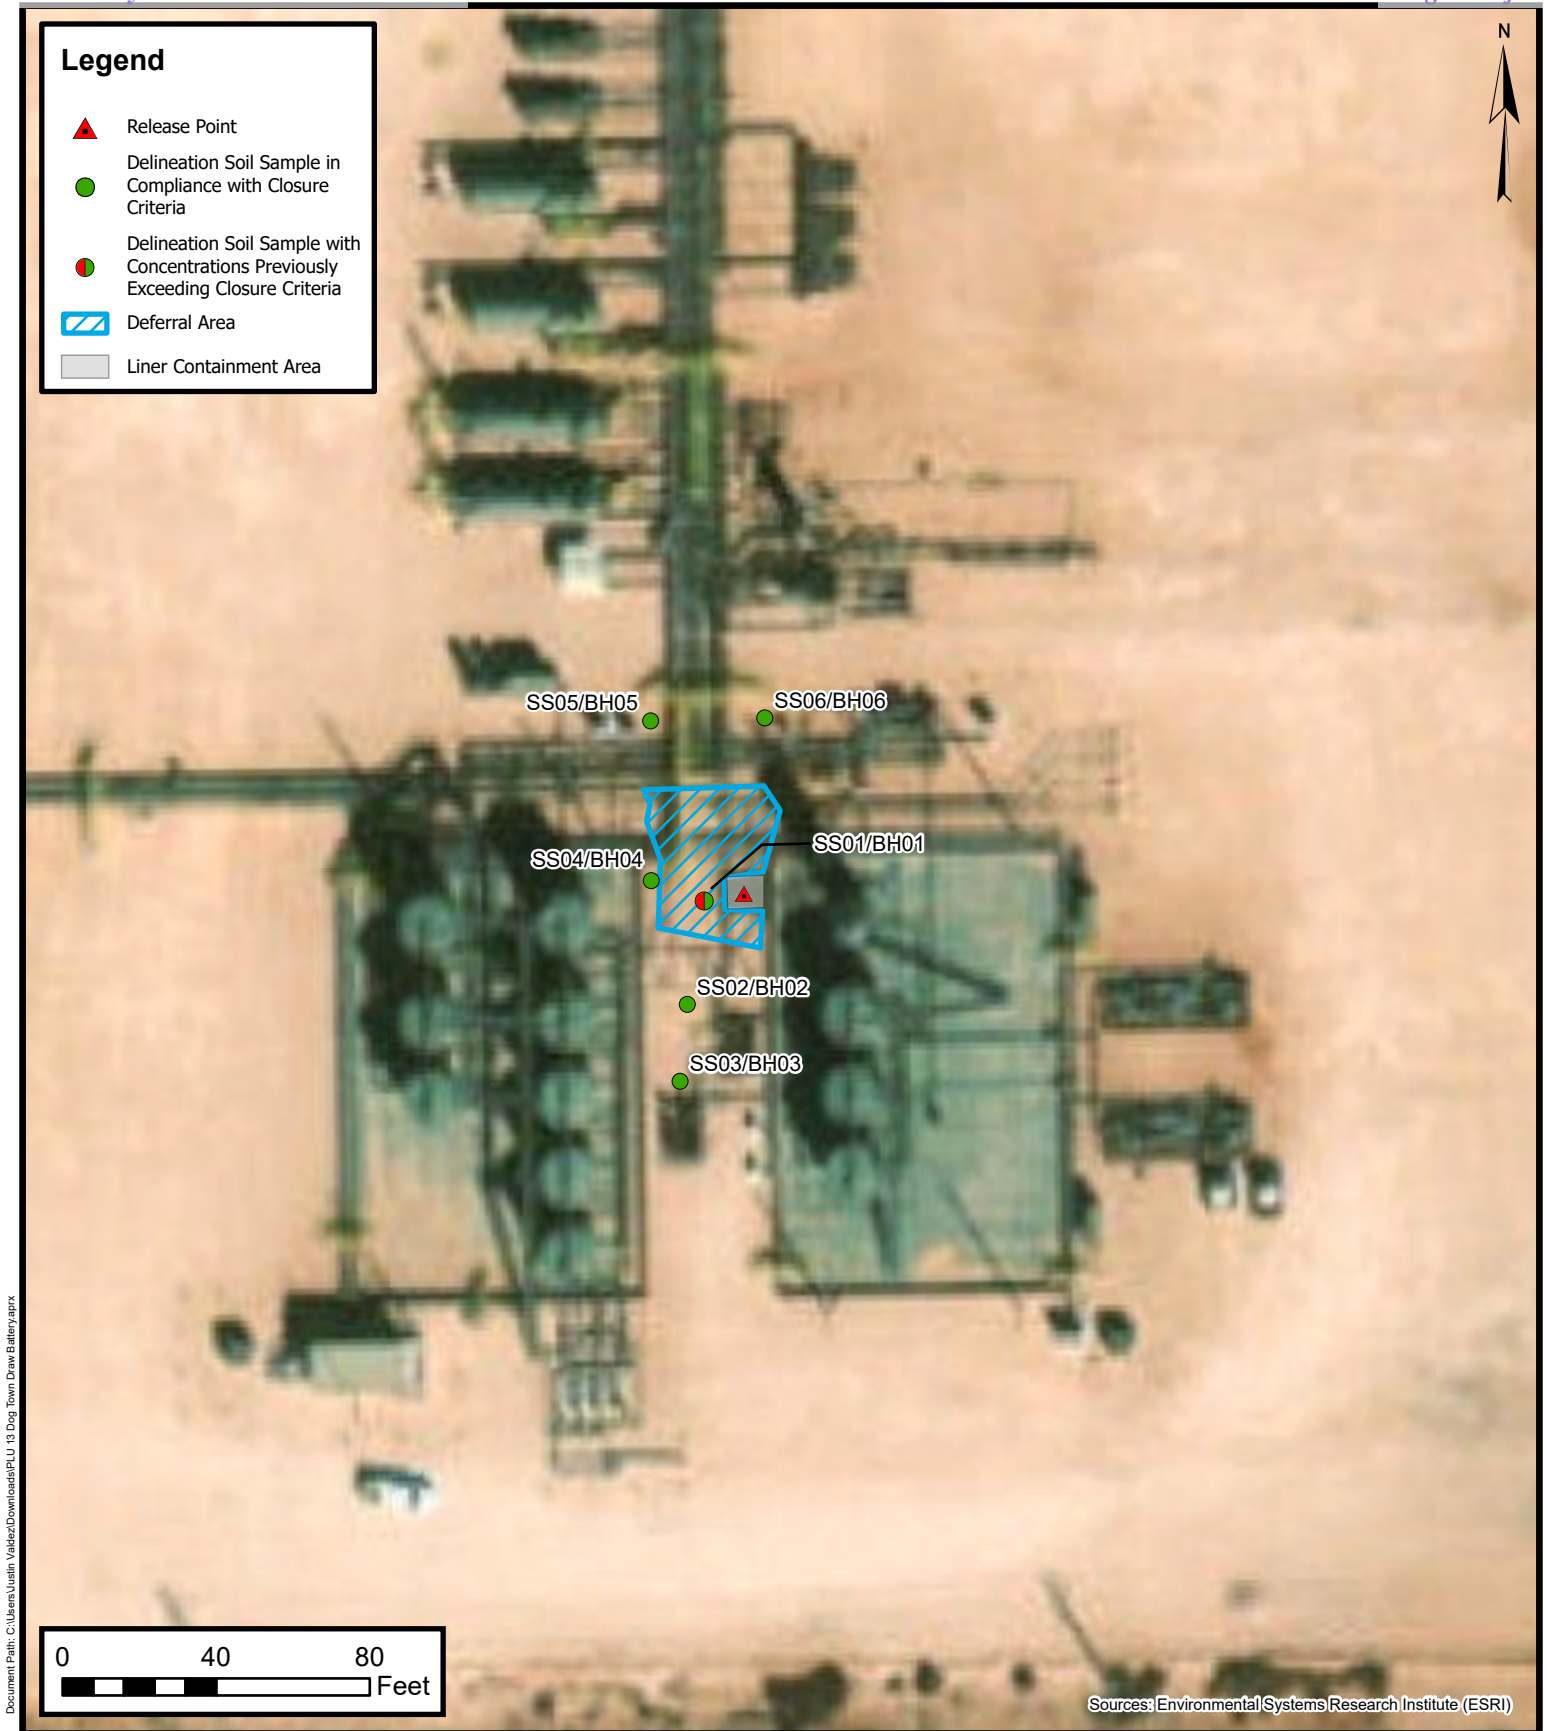 Legend
Release Point
Delineation Soil Sample in
Compliance with Closure
Criteria
Delineation Soil Sample with
Concentrations Previously
Exceeding Closure Criteria
Deferral Area
Liner Containment Area
N
SS05/BH05
SS06/BH06
SS01/BH01
SS04/BH04
SS02/BH02
SS03/BH03
0 40 80
Feet
Sources: Environmental Systems Research Institute (ESRI)
Document Path: C:\Users\Justin Valdez\Downloads\PLU 13 Dog Town Draw Battery.aprx